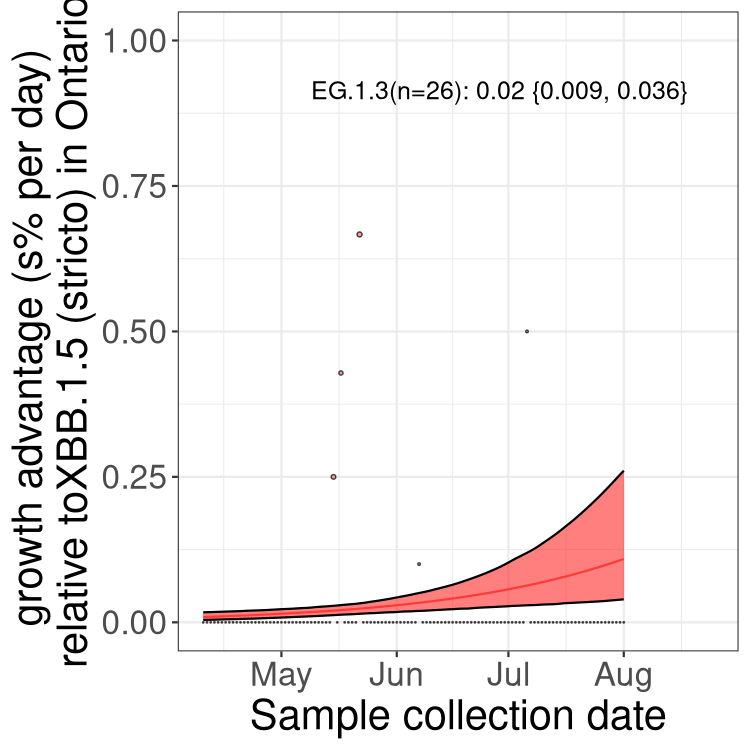 growth advantage (s% per day)
relative toXBB.1.5 (stricto) in Ontario
1.00
0.75
0.50
0.25
0.00
EG.1.3(n=26): 0.02 {0.009, 0.036}
May Jun Jul Aug
Sample collection date